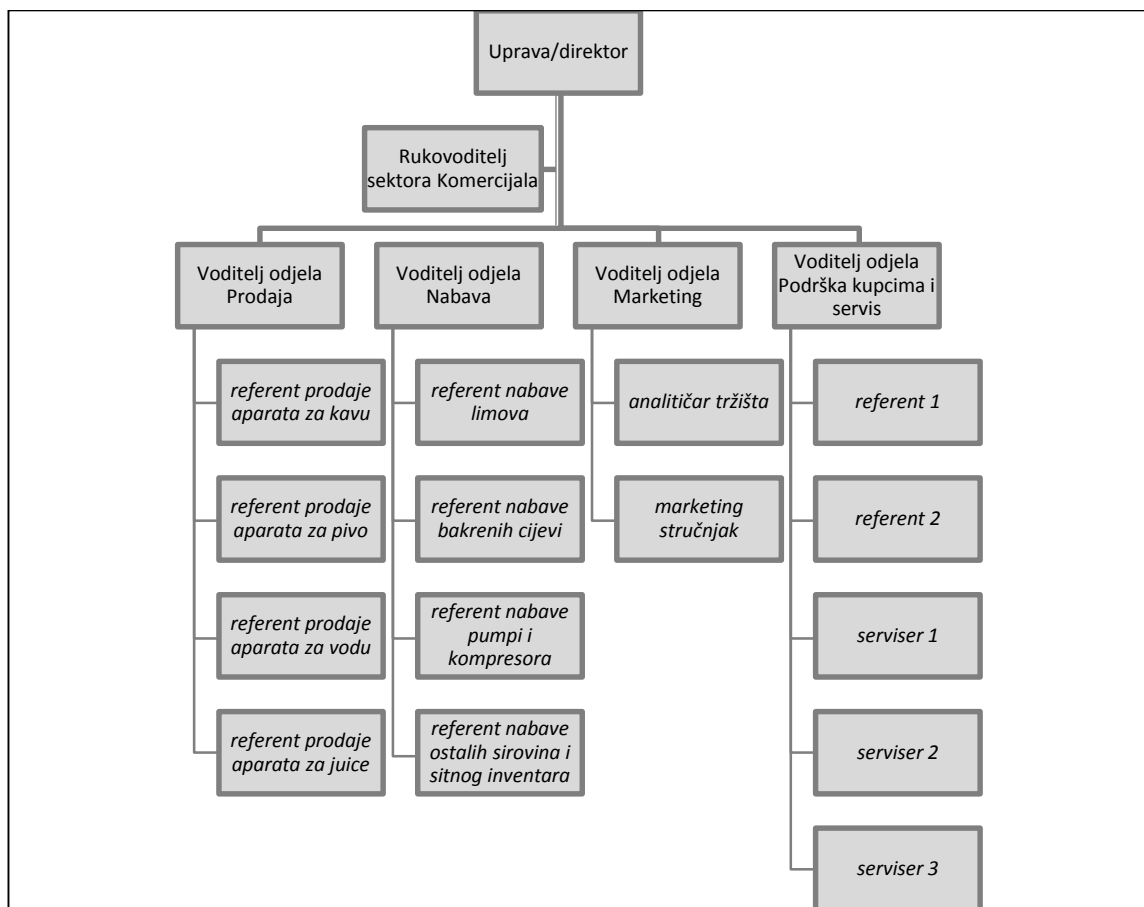 Uprava/direktor
Rukovoditelj
sektora Komercijala
Voditelj odjela
Prodaja
Voditelj odjela
Nabava
Voditelj odjela
Marketing
Voditelj odjela
Podrška kupcima i
servis
referent prodaje
aparata za kavu
referent prodaje
aparata za pivo
referent prodaje
aparata za vodu
referent prodaje
aparata za juice
referent nabave
limova
referent nabave
bakrenih cijevi
referent nabave
pumpi i
kompresora
referent nabave
ostalih sirovina i
sitnog inventara
analitičar tržišta
marketing
stručnjak
referent 1
referent 2
serviser 1
serviser 2
serviser 3